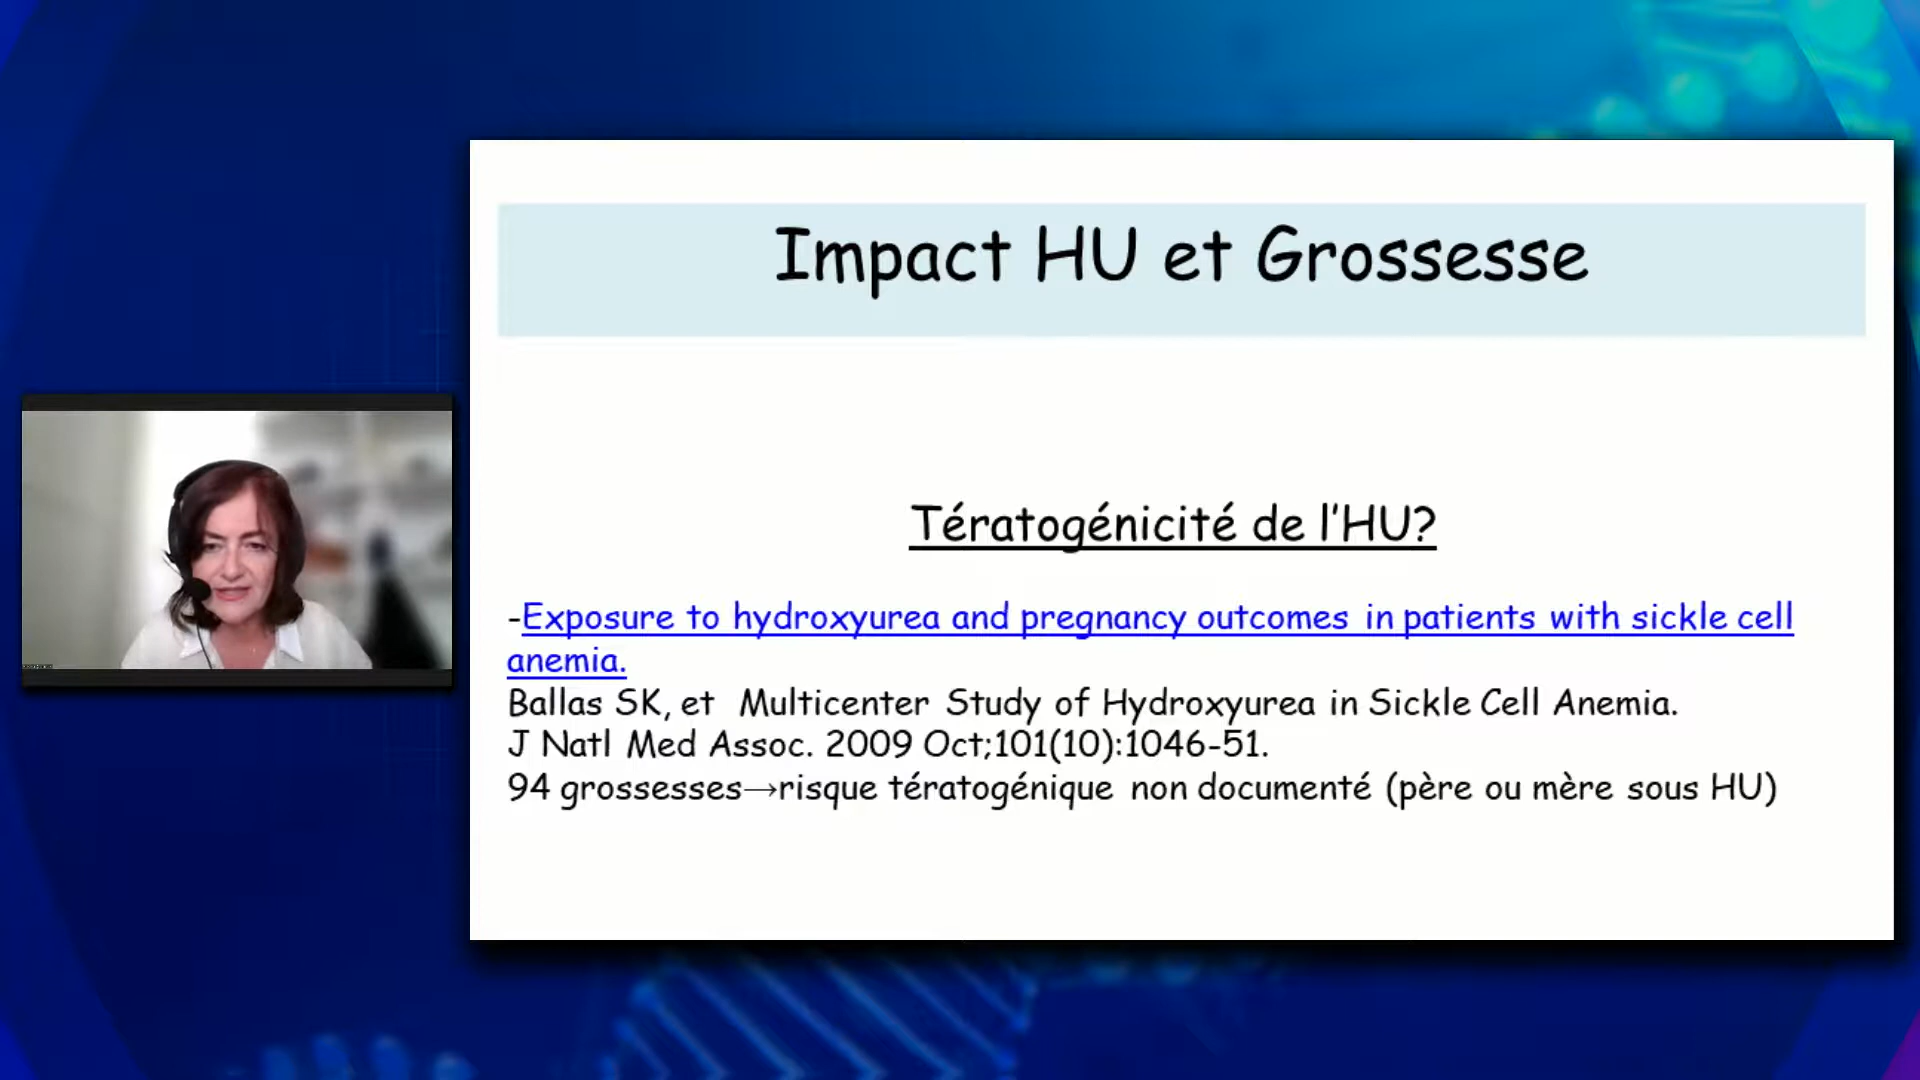 Impact HU et Grossesse
Tératogénicité de l'HU?
-Exposure to hydroxyurea and pregnancy outcomes in patients with sickle cell
anemia.
Ballas SK, et Multicenter Study of Hydroxyurea in Sickle Cell Anemia.
J Natl Med Assoc. 2009 Oct;101(10):1046-51.
94 grossesses→risque tératogénique non documenté (père ou mère sous HU)